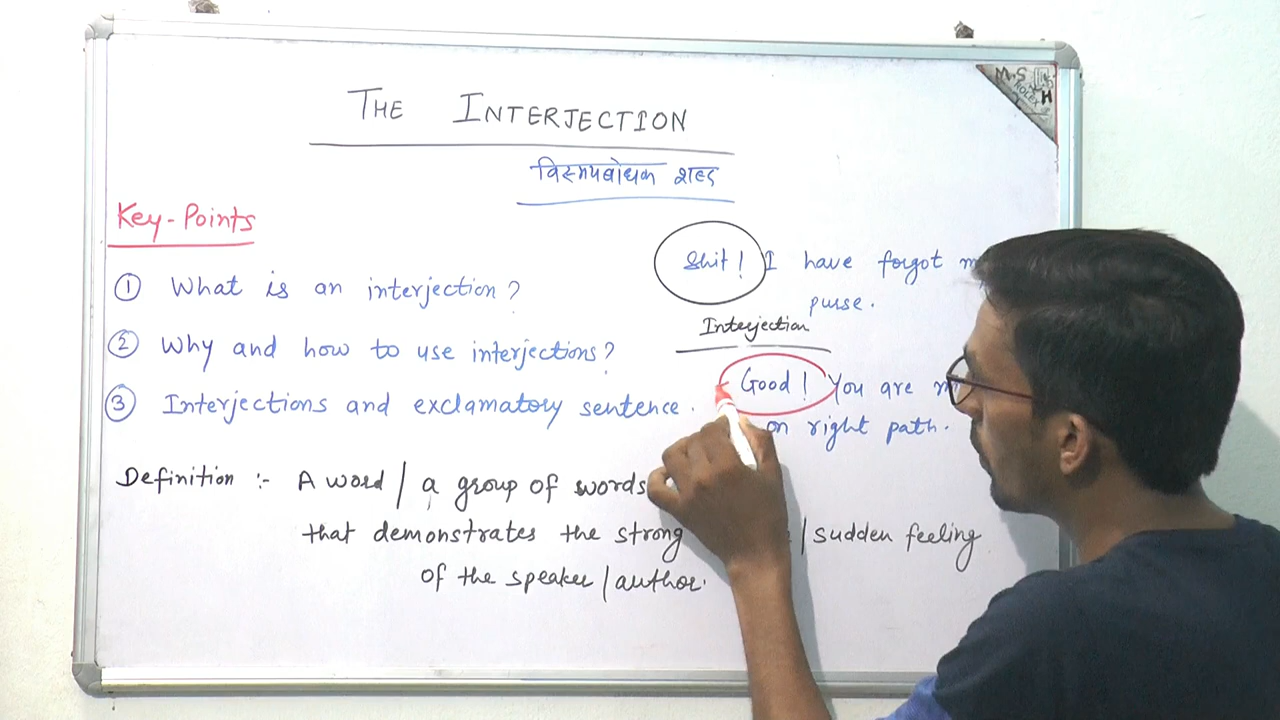 THE INTERJECTION
विस्मयबोधक शब्द
Key-Points
① What is an interjection?
② Why and how to use interjections?
③ Interjections and exclamatory sentence.
Shit! I have forgot
purse.
Interjection
Good! You are
on right path.
Definition :- A word / a group of words
that demonstrates the strong / sudden feeling
of the speaker / author.
M.S